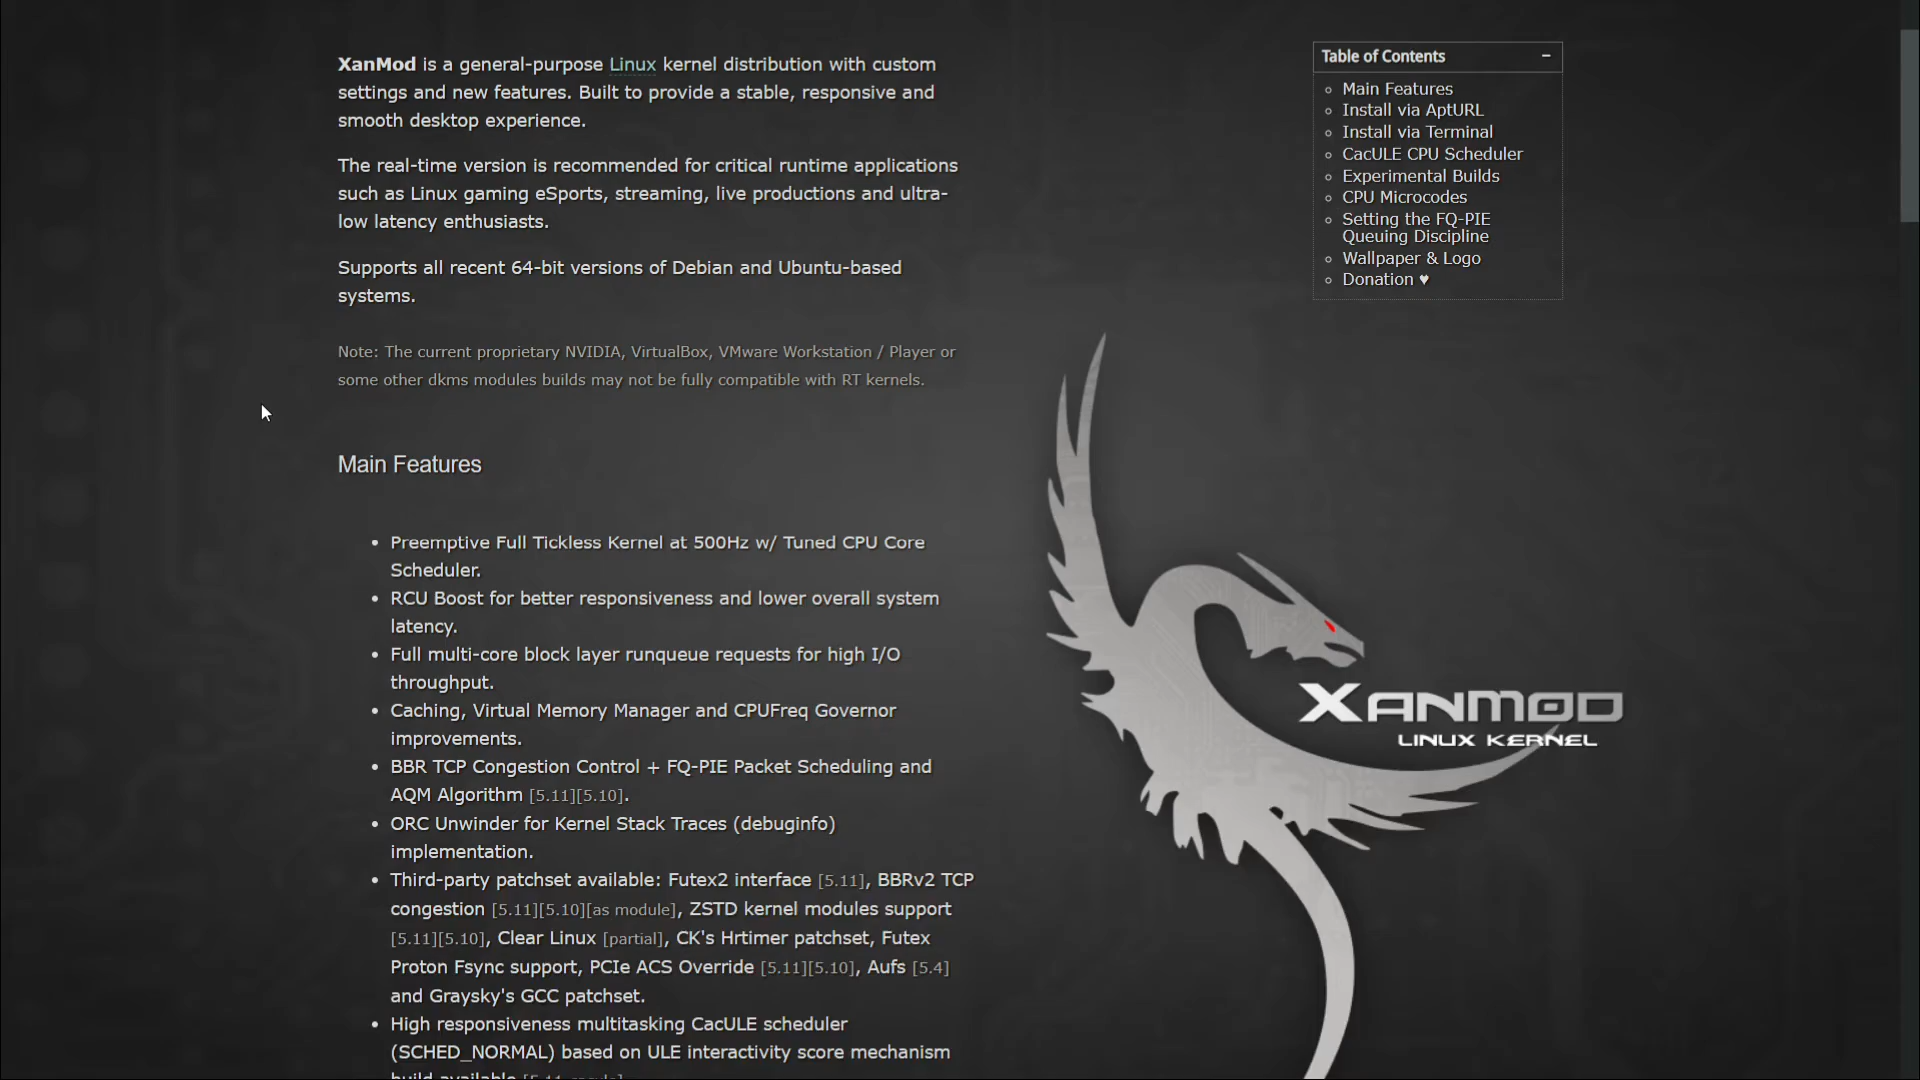 XanMod is a general-purpose Linux kernel distribution with custom
settings and new features. Built to provide a stable, responsive and
smooth desktop experience.
The real-time version is recommended for critical runtime applications
such as Linux gaming eSports, streaming, live productions and ultra-
low latency enthusiasts.
Supports all recent 64-bit versions of Debian and Ubuntu-based
systems.
Note: The current proprietary NVIDIA, VirtualBox, VMware Workstation / Player or
some other dkms modules builds may not be fully compatible with RT kernels.
Main Features
• Preemptive Full Tickless Kernel at 500Hz w/ Tuned CPU Core
Scheduler.
• RCU Boost for better responsiveness and lower overall system
latency.
• Full multi-core block layer runqueue requests for high I/O
throughput.
• Caching, Virtual Memory Manager and CPUFreq Governor
improvements.
• BBR TCP Congestion Control + FQ-PIE Packet Scheduling and
AQM Algorithm [5.11][5.10].
• ORC Unwinder for Kernel Stack Traces (debuginfo)
implementation.
• Third-party patchset available: Futex2 interface [5.11], BBRv2 TCP
congestion [5.11][5.10][as module], ZSTD kernel modules support
[5.11][5.10], Clear Linux [partial], CK's Hrtimer patchset, Futex
Proton Fsync support, PCIe ACS Override [5.11][5.10], Aufs [5.4]
and Graysky's GCC patchset.
• High responsiveness multitasking CacULE scheduler
(SCHED_NORMAL) based on ULE interactivity score mechanism
build available [5.11-cacule]
Table of Contents −
Main Features
Install via AptURL
Install via Terminal
CacULE CPU Scheduler
Experimental Builds
CPU Microcodes
Setting the FQ-PIE
Queuing Discipline
Wallpaper & Logo
Donation ♥
XANMOD
LINUX KERNEL